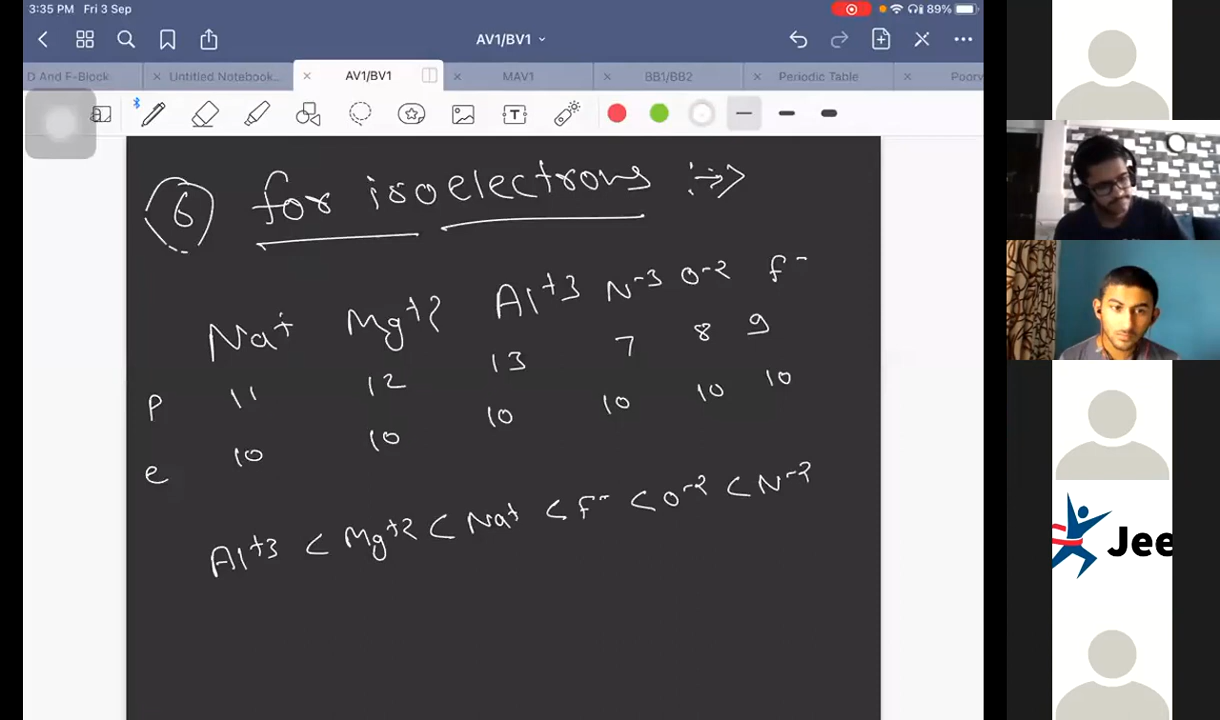 3:35 PM Fri 3 Sep
89%
AV1/BV1
D And F-Block
Untitled Notebook...
AV1/BV1
MAV1
BB1/BB2
Periodic Table
Poorv
T
6 for isoelectrons :->
Na+ Mg+2 Al+3 N-3 O-2 F-
P 11 12 13 7 8 9
e 10 10 10 10 10 10
Al+3 < Mg+2 < Na+ < F- < O-2 < N-2
Jee